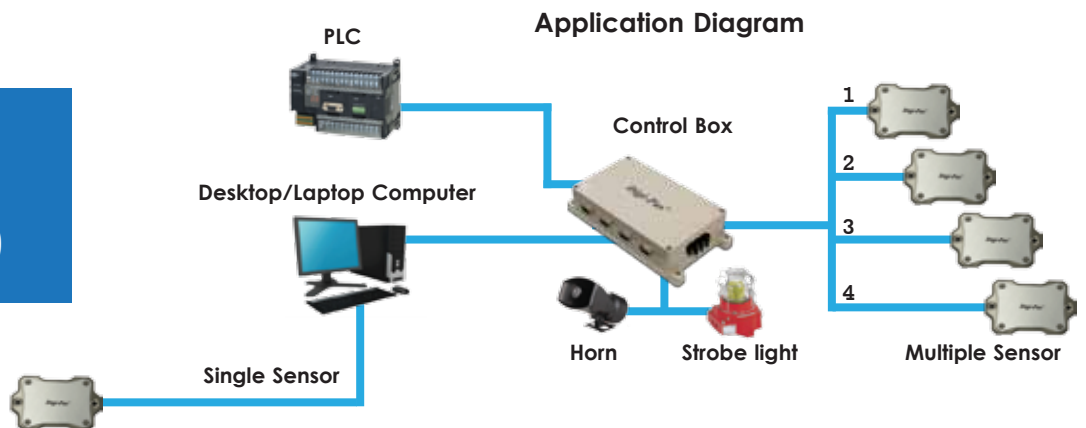 Application Diagram
PLC
Control Box
Desktop/Laptop Computer
1
2
3
4
Horn
Strobe light
Multiple Sensor
Single Sensor